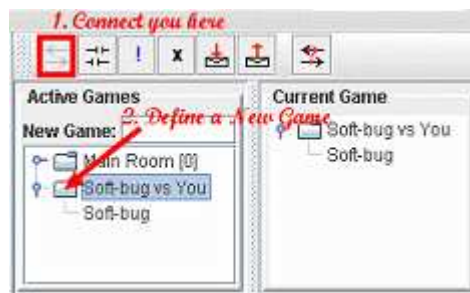 1. Connect you here
! x
Active Games
Current Game
2. Define a New Game
New Game:
Main Room [0]
Soft-bug vs You
Soft-bug
Soft-bug vs You
Soft-bug